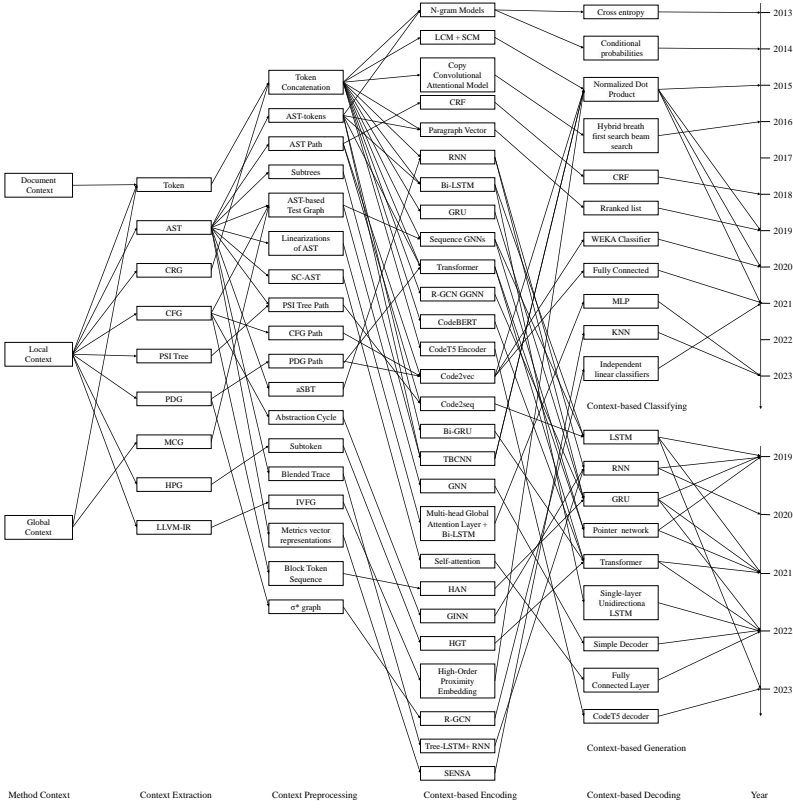 Document
Context
Local
Context
Global
Context
Method Context
Token
AST
CRG
CFG
PSI Tree
PDG
MCG
HPG
LLVM-IR
Context Extraction
Token
Concatenation
AST-tokens
AST Path
Subtrees
AST-based
Test Graph
Linearizations
of AST
SC-AST
PSI Tree Path
CFG Path
PDG Path
aSBT
Abstraction Cycle
Subtoken
Blended Trace
IVFG
Metrics vector
representations
Block Token
Sequence
σ* graph
Context Preprocessing
N-gram Models
LCM + SCM
Copy
Convolutional
Attentional Model
CRF
Paragraph Vector
RNN
Bi-LSTM
GRU
Sequence GNNs
Transformer
R-GCN GGNN
CodeBERT
CodeT5 Encoder
Code2vec
Code2seq
Bi-GRU
TBCNN
GNN
Multi-head Global
Attention Layer +
Bi-LSTM
Self-attention
HAN
GINN
HGT
High-Order
Proximity
Embedding
R-GCN
Tree-LSTM+ RNN
SENSA
Context-based Encoding
Cross entropy
Conditional
probabilities
Normalized Dot
Product
Hybrid breath
first search beam
search
CRF
Rranked list
WEKA Classifier
Fully Connected
MLP
KNN
Independent
linear classifiers
Context-based Classifying
LSTM
RNN
GRU
Pointer network
Transformer
Single-layer
Unidirectiona
LSTM
Simple Decoder
Fully
Connected Layer
CodeT5 decoder
Context-based Generation
Context-based Decoding
2013
2014
2015
2016
2017
2018
2019
2020
2021
2022
2023
2019
2020
2021
2022
2023
Year